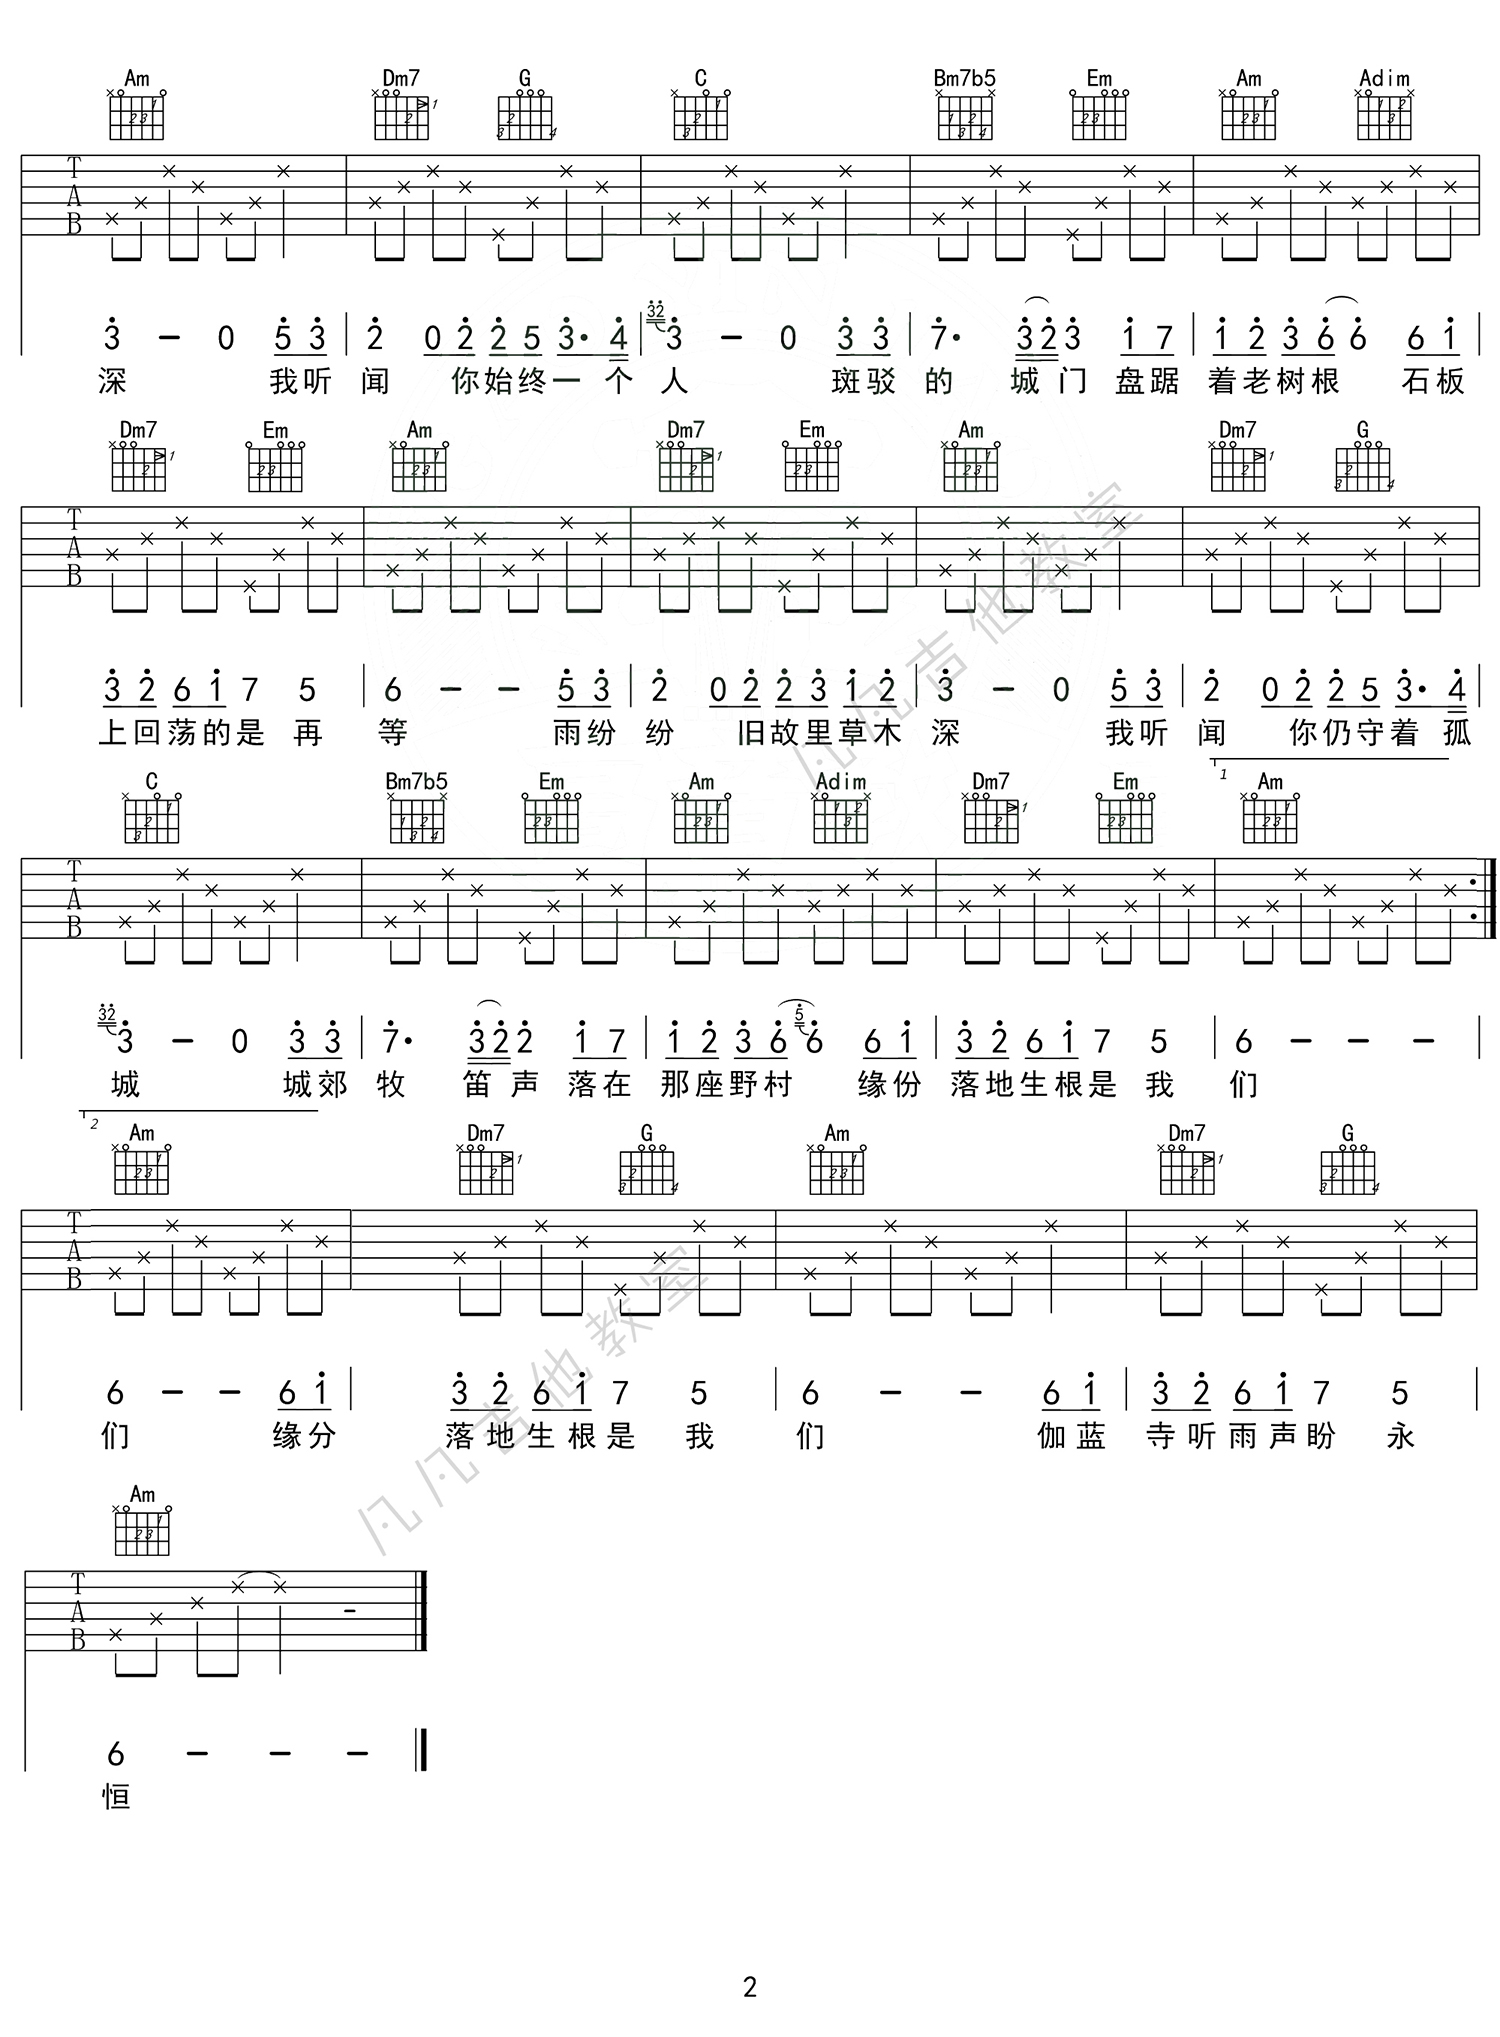 Am Dm7 G C Bm7b5 Em Am Adim
T A B
3 – 0 5 3 | 2 0 2 2 5 3· 4 | 32 3 – 0 3 3 | 7· 3 2 3 1 7 | 1 2 3 6 6 6 1
深 我听 闻 你始终一 个 人 斑驳 的 城门 盘踞 着老树根 石板
Dm7 Em Am Dm7 Em Am Dm7 G
T A B
3 2 6 1 7 5 | 6 – – 5 3 | 2 0 2 2 3 1 2 | 3 – 0 5 3 | 2 0 2 2 5 3· 4
上回荡的是 再 等 雨纷 纷 旧故里草木 深 我听 闻 你仍守着 孤
C Bm7b5 Em Am Adim Dm7 Em 1 Am
T A B
32 3 – 0 3 3 | 7· 3 2 2 1 7 | 1 2 3 6 5 6 6 1 | 3 2 6 1 7 5 | 6 – – –
城 城郊 牧 笛声 落在 那座野村 缘份 落地生根是 我 们
2 Am Dm7 G Am Dm7 G
T A B
6 – – 6 1 | 3 2 6 1 7 5 | 6 – – 6 1 | 3 2 6 1 7 5
们 缘分 落地生根是 我 们 伽蓝 寺听雨声盼 永
Am
T A B
6 – – –
恒
凡凡吉他教室
凡凡吉他教室
2